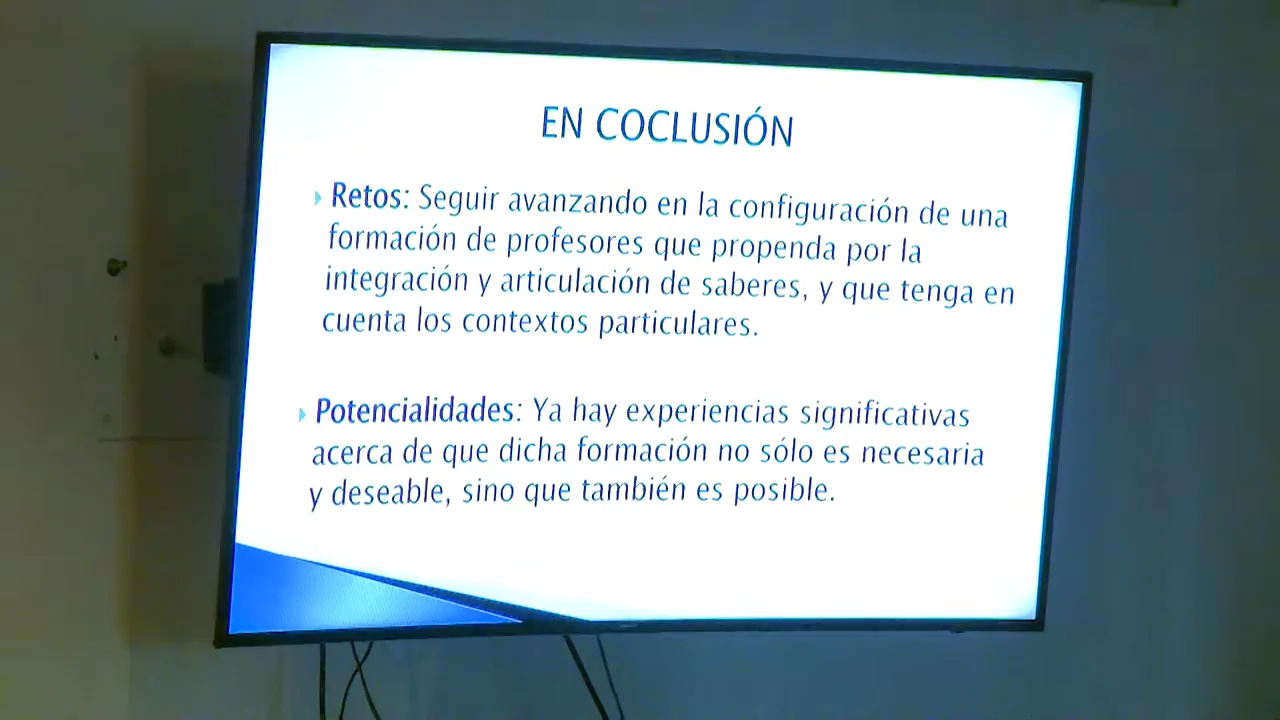 EN COCLUSIÓN
Retos: Seguir avanzando en la configuración de una
formación de profesores que propenda por la
integración y articulación de saberes, y que tenga en
cuenta los contextos particulares.
Potencialidades: Ya hay experiencias significativas
acerca de que dicha formación no sólo es necesaria
y deseable, sino que también es posible.